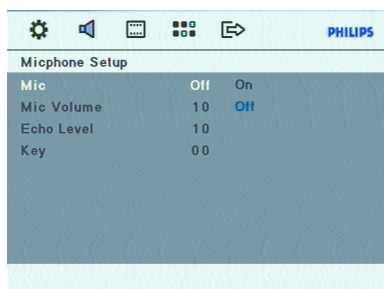 PHILIPS
Micphone Setup
Mic Off On
Mic Volume 10 Off
Echo Level 10
Key 00